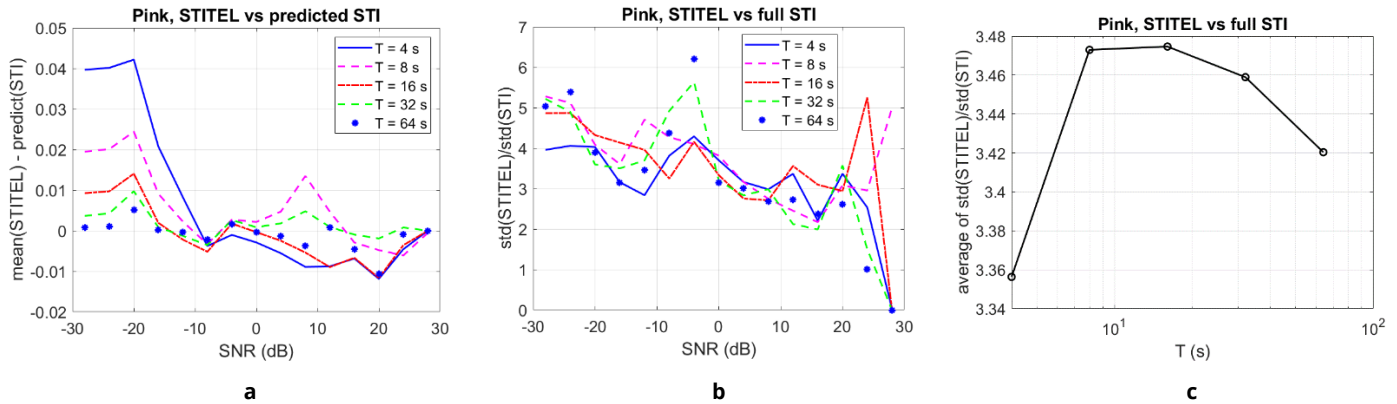 Pink, STITEL vs predicted STI
mean(STITEL) - predict(STI)
0.05
0.04
0.03
0.02
0.01
0
-0.01
-0.02
-30
-20
-10
0
10
20
30
SNR (dB)
T = 4 s
T = 8 s
T = 16 s
T = 32 s
T = 64 s
a
Pink, STITEL vs full STI
std(STITEL)/std(STI)
7
6
5
4
3
2
1
0
-30
-20
-10
0
10
20
30
SNR (dB)
T = 4 s
T = 8 s
T = 16 s
T = 32 s
T = 64 s
b
Pink, STITEL vs full STI
average of std(STITEL)/std(STI)
3.48
3.46
3.44
3.42
3.4
3.38
3.36
3.34
10^1
10^2
T (s)
c